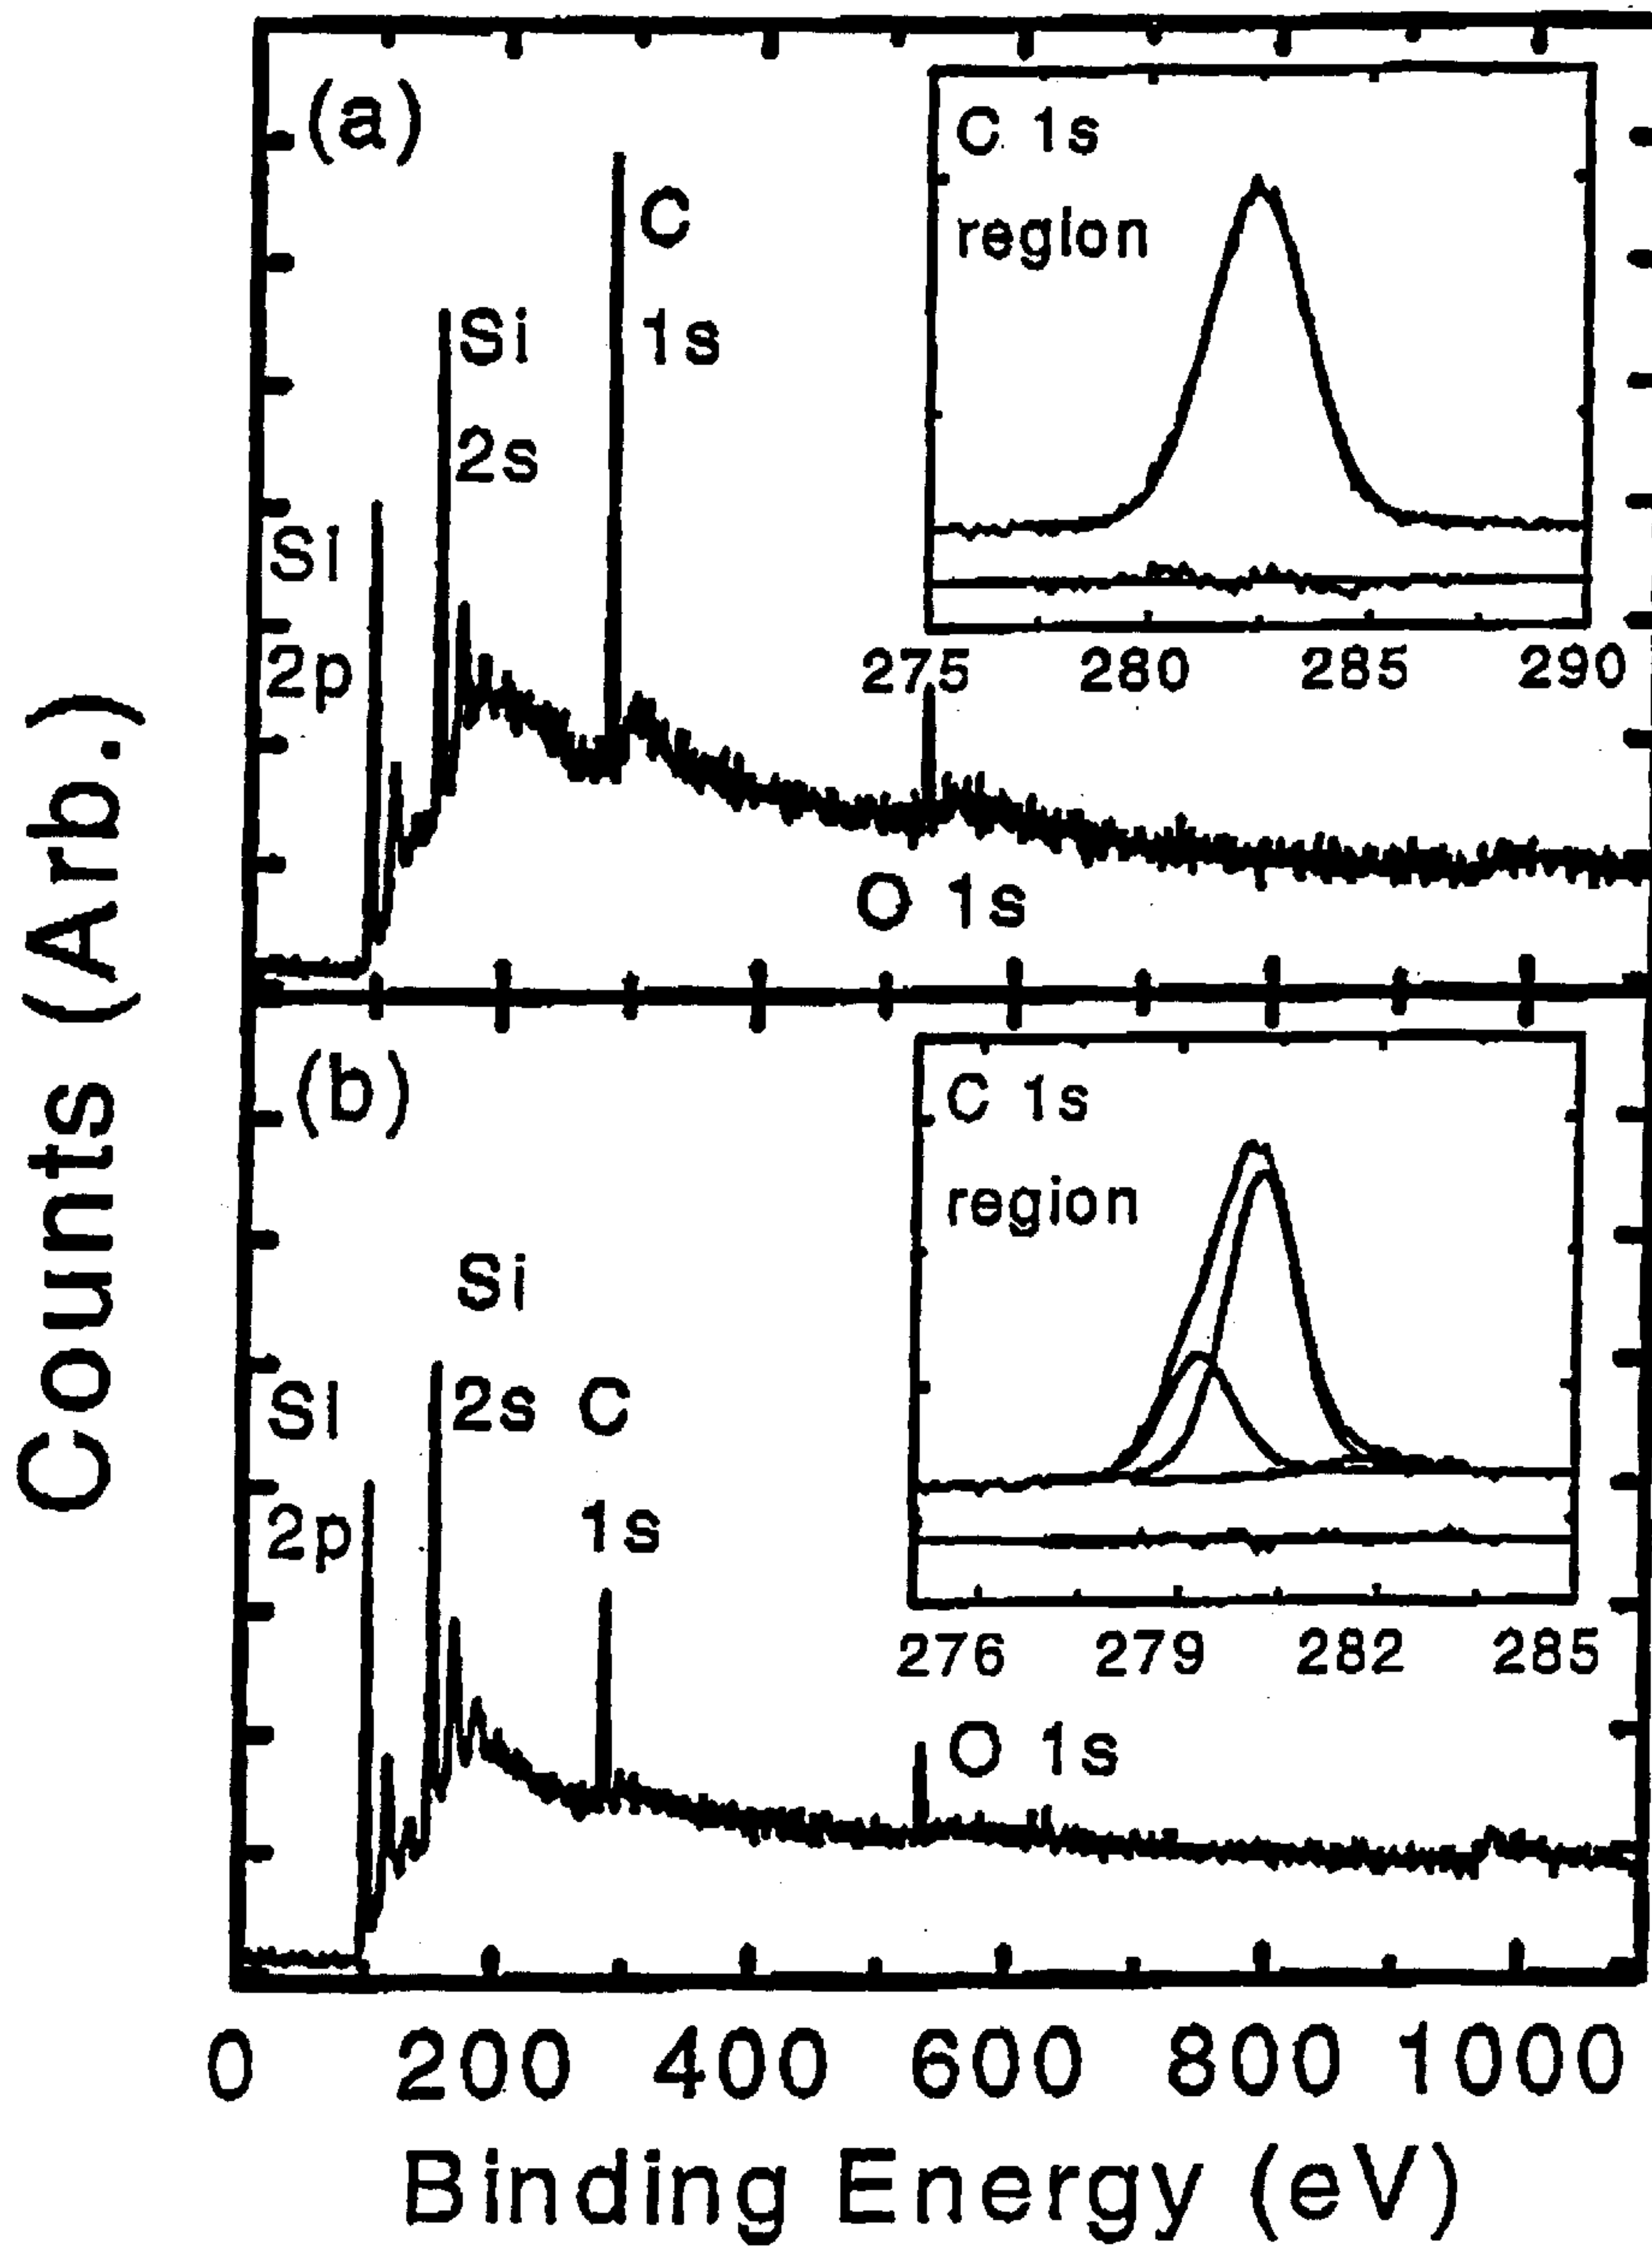 (a)
C 1s
region
C
1s
Si
2s
Si
2p
275 280 285 290
O 1s
Counts (Arb.)
(b)
C 1s
region
Si
2s
C
1s
Si
2p
276 279 282 285
O 1s
0 200 400 600 800 1000
Binding Energy (eV)